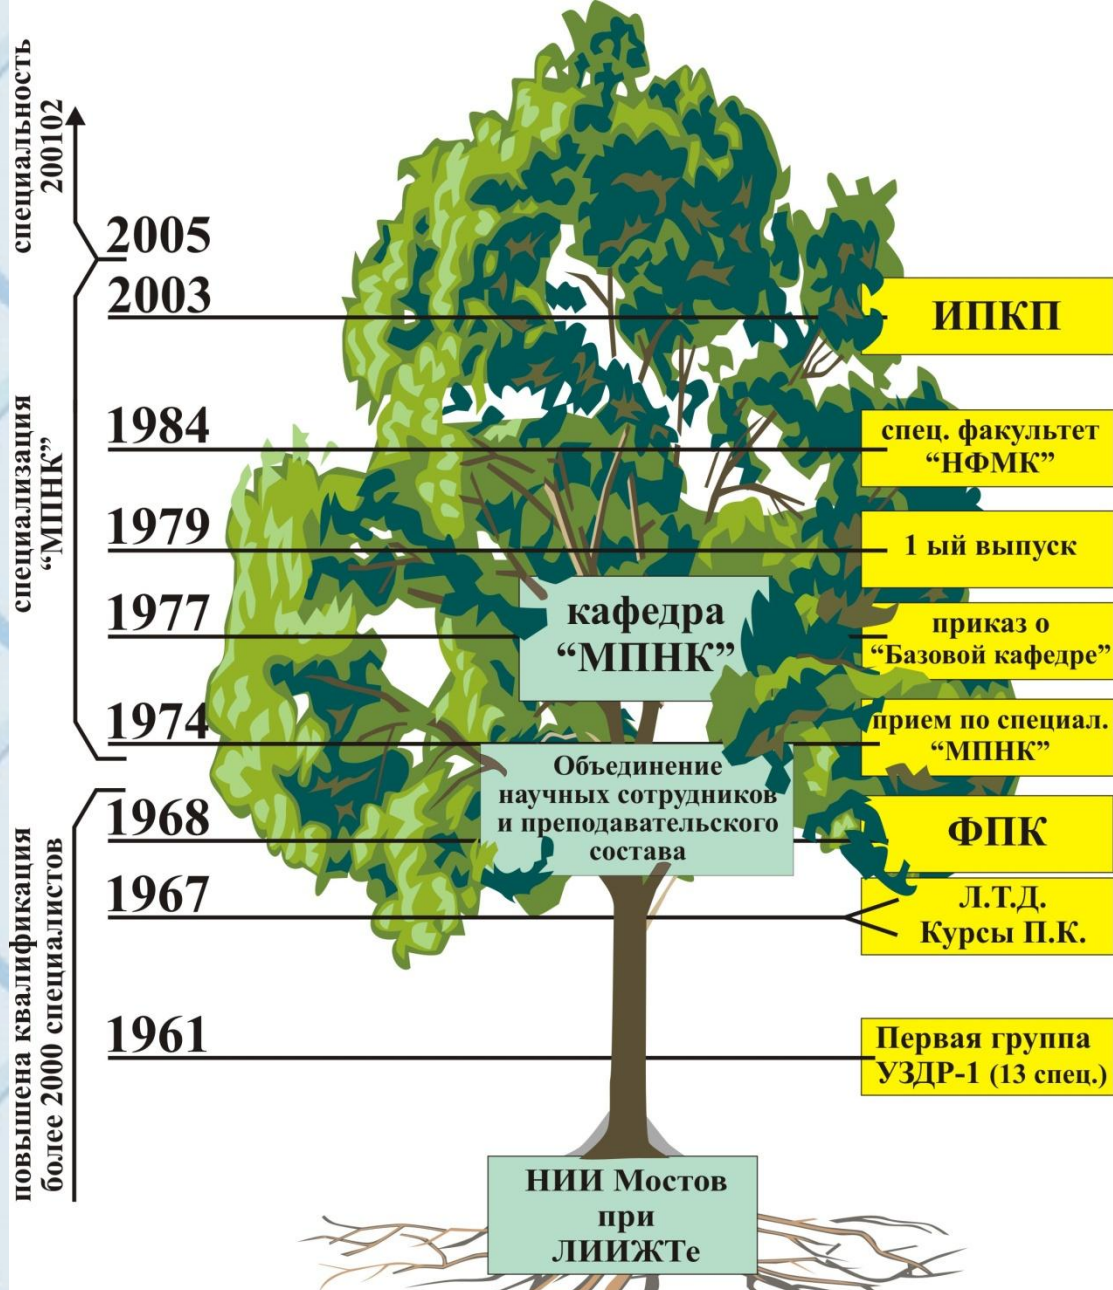 специальность
200102
2005
2003
ИПКП
специализация
“МПНК”
1984
спец. факультет
“НФМК”
1979
1 ый выпуск
1977
кафедра
“МПНК”
приказ о
“Базовой кафедре”
1974
прием по специал.
“МПНК”
Объединение
научных сотрудников
и преподавательского
состава
повышена квалификация
более 2000 специалистов
1968
ФПК
1967
Л.Т.Д.
Курсы П.К.
1961
Первая группа
УЗДР-1 (13 спец.)
НИИ Мостов
при
ЛИИЖТе